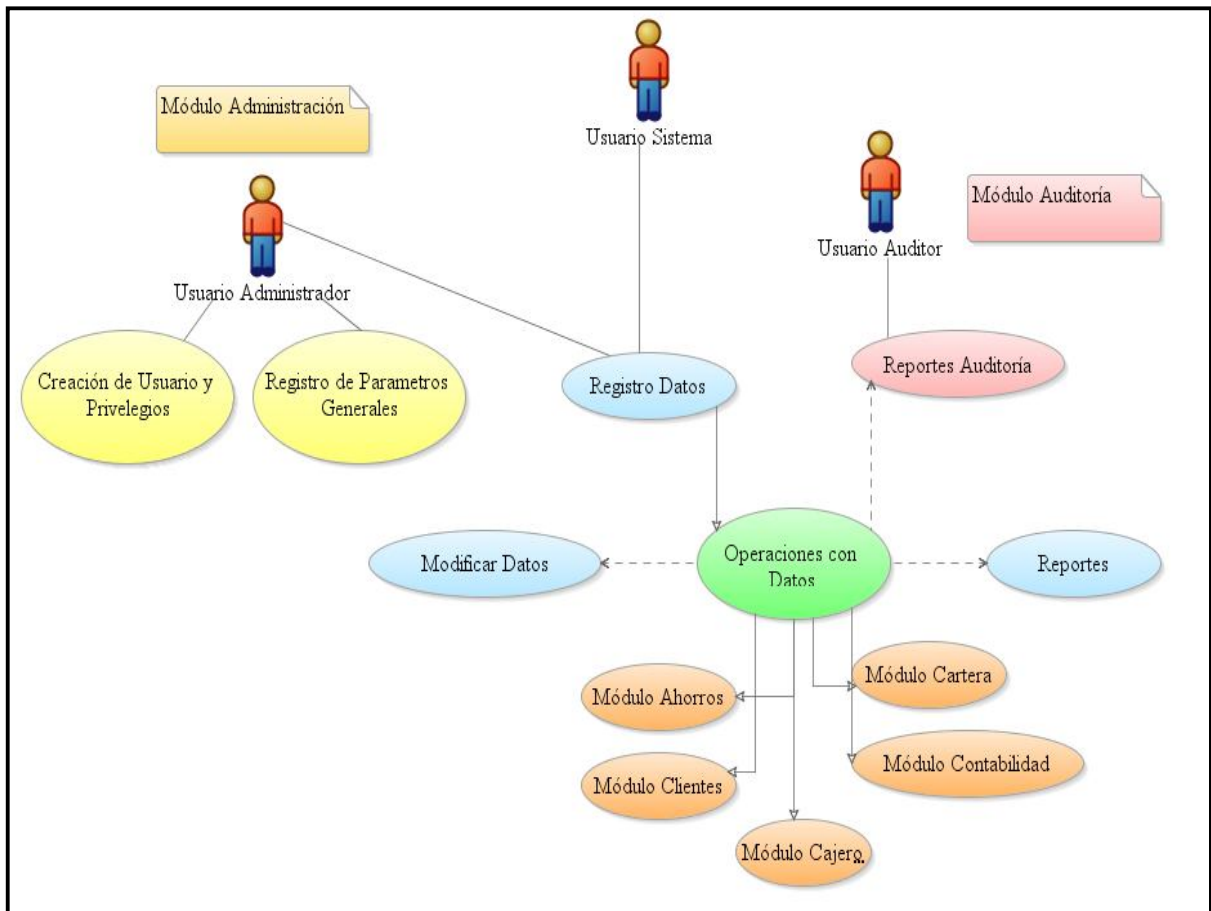 Usuario Sistema
Módulo Administración
Usuario Auditor
Módulo Auditoría
Usuario Administrador
Creación de Usuario y
Privelegios
Registro de Parametros
Generales
Registro Datos
Reportes Auditoría
Modificar Datos
Operaciones con
Datos
Reportes
Módulo Ahorros
Módulo Cartera
Módulo Clientes
Módulo Contabilidad
Módulo Cajero